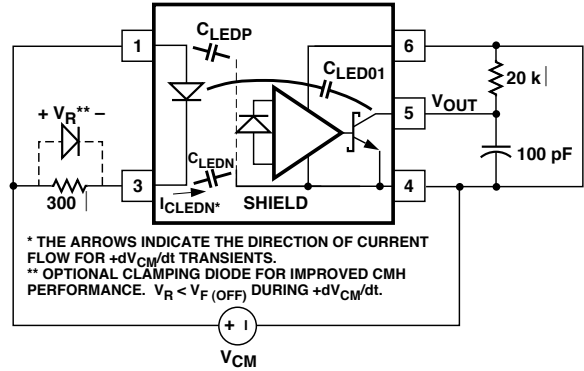 CLEDP
1
6
CLED01
20 k
+ VR** –
VOUT
5
CLEDN
100 pF
3
4
300
ICLEDN*
SHIELD
* THE ARROWS INDICATE THE DIRECTION OF CURRENT
FLOW FOR +dVCM/dt TRANSIENTS.
** OPTIONAL CLAMPING DIODE FOR IMPROVED CMH
PERFORMANCE. VR < VF (OFF) DURING +dVCM/dt.
+ –
VCM